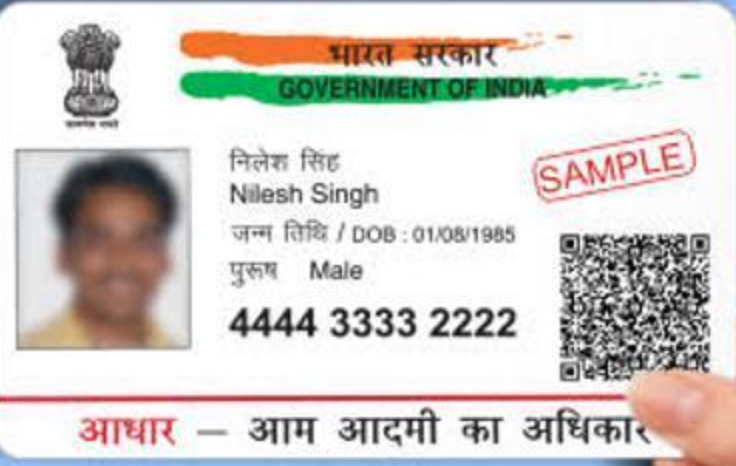 भारत सरकार
GOVERNMENT OF INDIA
निलेश सिंह
Nilesh Singh
SAMPLE
जन्म तिथि / DOB : 01/08/1985
पुरूष Male
4444 3333 2222
आधार – आम आदमी का अधिकार